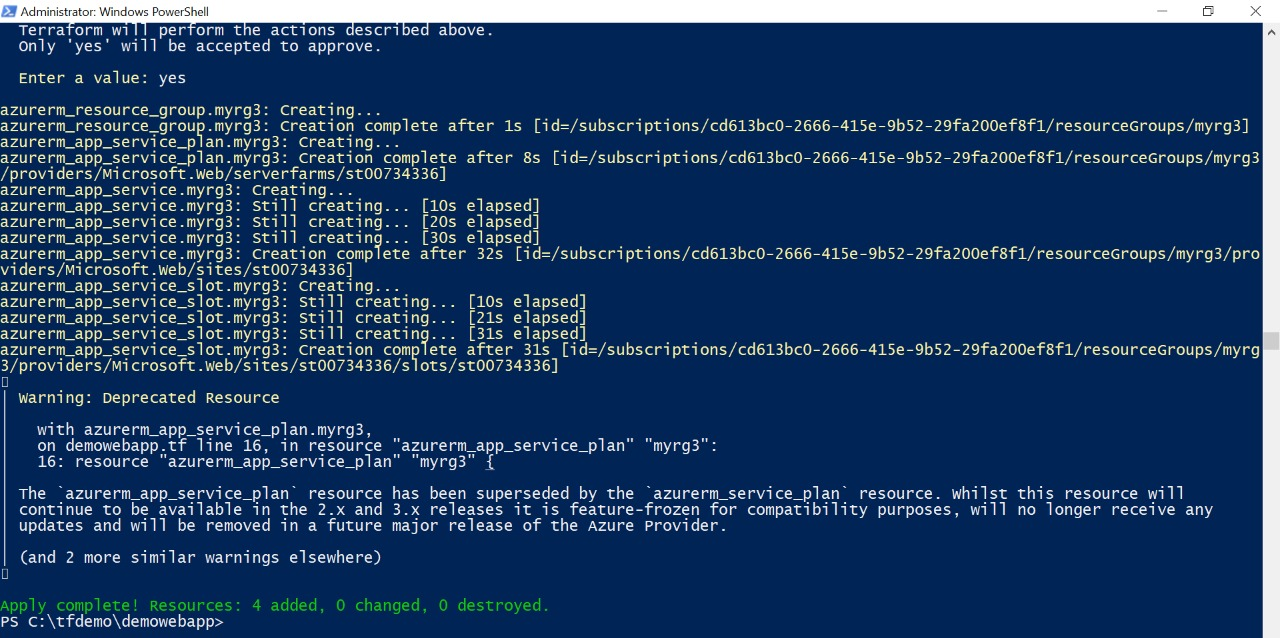 Administrator: Windows PowerShell
Terraform will perform the actions described above.
Only 'yes' will be accepted to approve.
Enter a value: yes
azurerm_resource_group.myrg3: Creating...
azurerm_resource_group.myrg3: Creation complete after 1s [id=/subscriptions/cd613bc0-2666-415e-9b52-29fa200ef8f1/resourceGroups/myrg3]
azurerm_app_service_plan.myrg3: Creating...
azurerm_app_service_plan.myrg3: Creation complete after 8s [id=/subscriptions/cd613bc0-2666-415e-9b52-29fa200ef8f1/resourceGroups/myrg3
/providers/Microsoft.Web/serverfarms/st00734336]
azurerm_app_service.myrg3: Creating...
azurerm_app_service.myrg3: Still creating... [10s elapsed]
azurerm_app_service.myrg3: Still creating... [20s elapsed]
azurerm_app_service.myrg3: Still creating... [30s elapsed]
azurerm_app_service.myrg3: Creation complete after 32s [id=/subscriptions/cd613bc0-2666-415e-9b52-29fa200ef8f1/resourceGroups/myrg3/pro
viders/Microsoft.Web/sites/st00734336]
azurerm_app_service_slot.myrg3: Creating...
azurerm_app_service_slot.myrg3: Still creating... [10s elapsed]
azurerm_app_service_slot.myrg3: Still creating... [21s elapsed]
azurerm_app_service_slot.myrg3: Still creating... [31s elapsed]
azurerm_app_service_slot.myrg3: Creation complete after 31s [id=/subscriptions/cd613bc0-2666-415e-9b52-29fa200ef8f1/resourceGroups/myrg
3/providers/Microsoft.Web/sites/st00734336/slots/st00734336]
Warning: Deprecated Resource
with azurerm_app_service_plan.myrg3,
on demowebapp.tf line 16, in resource "azurerm_app_service_plan" "myrg3":
16: resource "azurerm_app_service_plan" "myrg3" {
The `azurerm_app_service_plan` resource has been superseded by the `azurerm_service_plan` resource. Whilst this resource will
continue to be available in the 2.x and 3.x releases it is feature-frozen for compatibility purposes, will no longer receive any
updates and will be removed in a future major release of the Azure Provider.
(and 2 more similar warnings elsewhere)
Apply complete! Resources: 4 added, 0 changed, 0 destroyed.
PS C:\tfdemo\demowebapp>